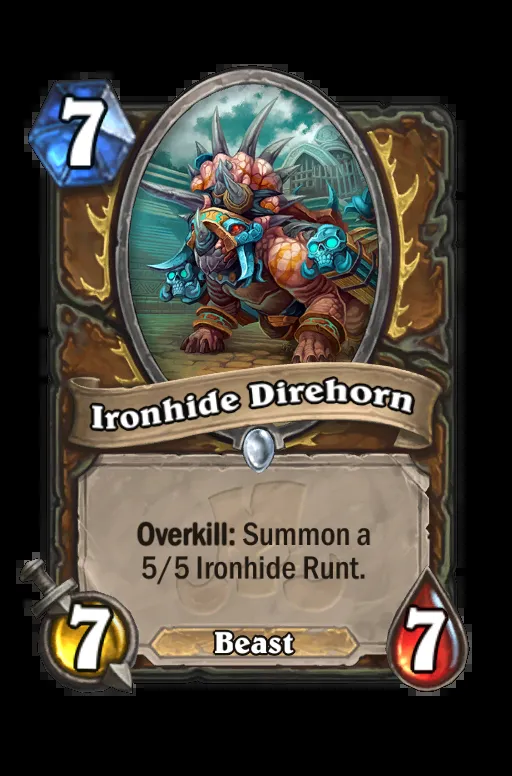 7
Ironhide Direhorn
Overkill: Summon a
5/5 Ironhide Runt.
7
Beast
7